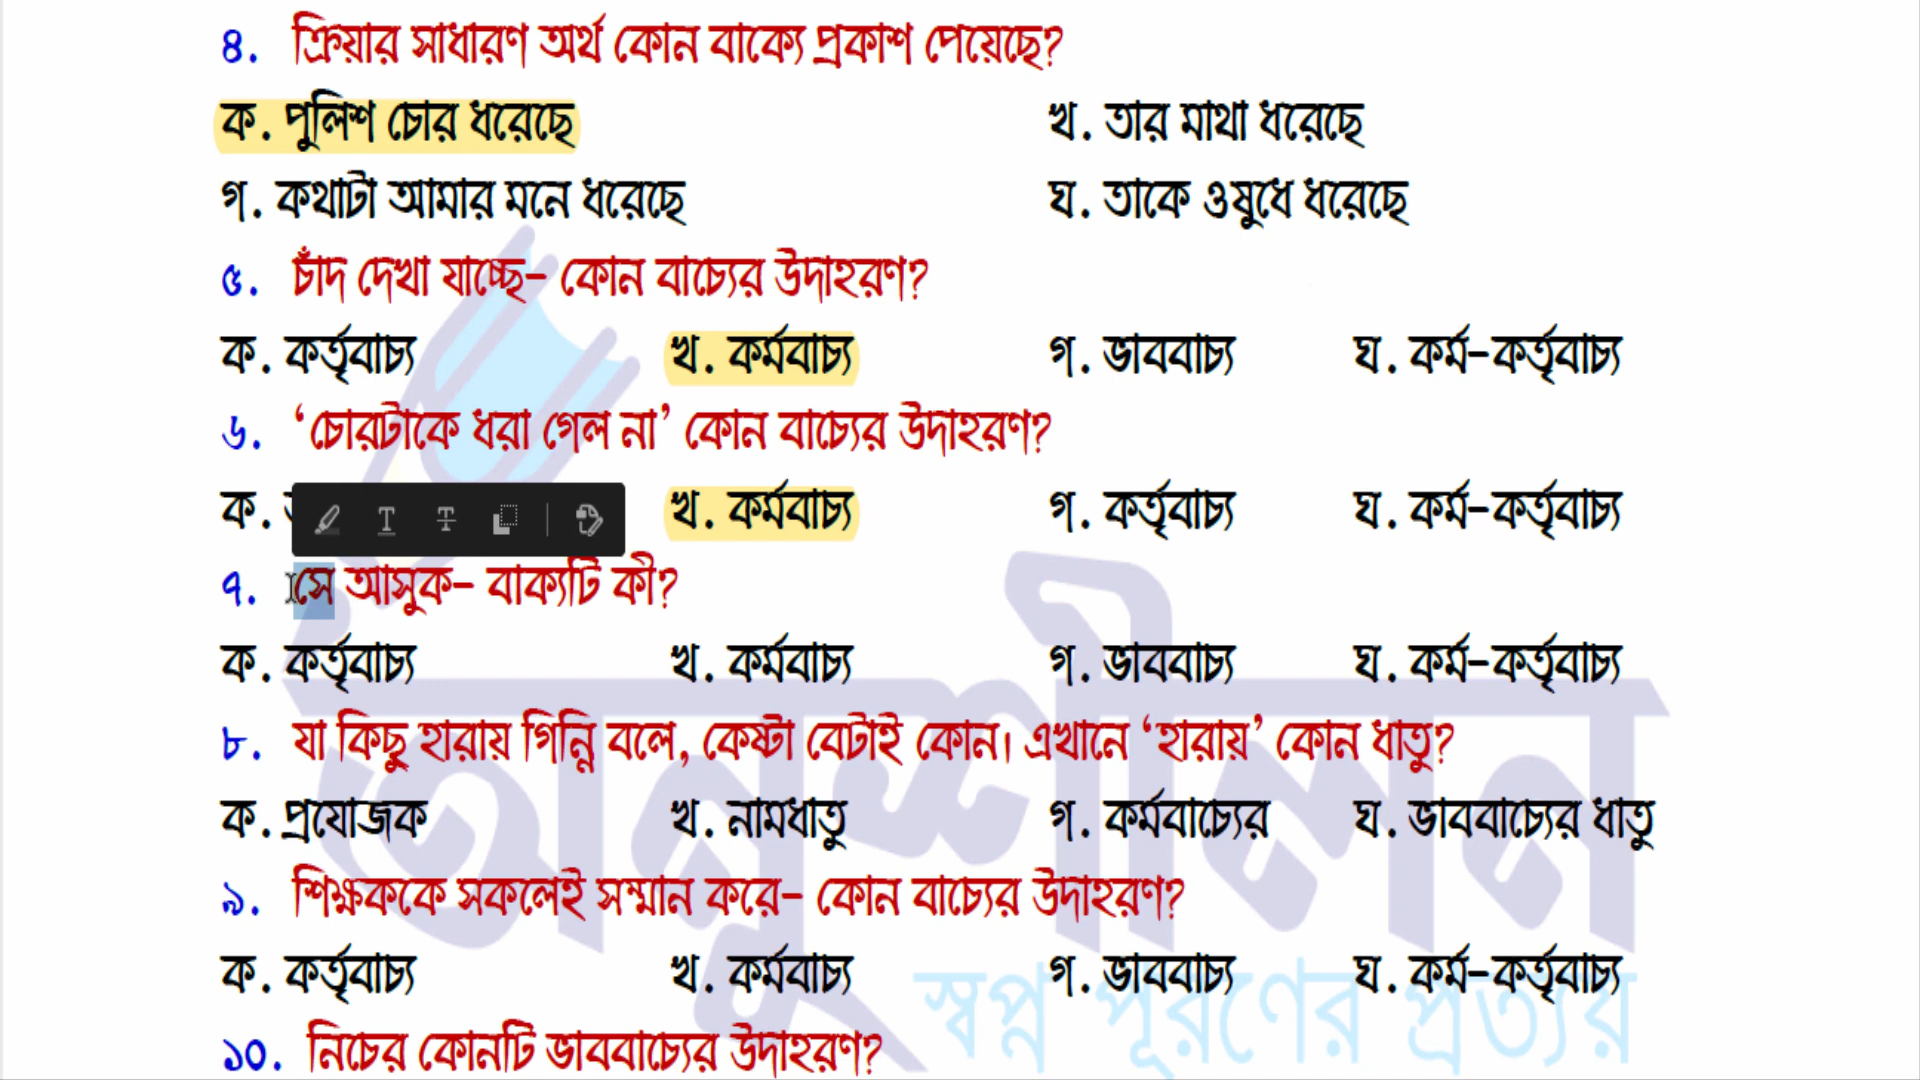 ৪. ক্রিয়ার সাধারণ অর্থ কোন বাক্যে প্রকাশ পেয়েছে?
ক. পুলিশ চোর ধরেছে খ. তার মাথা ধরেছে
গ. কথাটা আমার মনে ধরেছে ঘ. তাকে ওষুধে ধরেছে
৫. চাঁদ দেখা যাচ্ছে– কোন বাচ্যের উদাহরণ?
ক. কর্তৃবাচ্য খ. কর্মবাচ্য গ. ভাববাচ্য ঘ. কর্ম-কর্তৃবাচ্য
৬. ‘চোরটাকে ধরা গেল না’ কোন বাচ্যের উদাহরণ?
ক. খ. কর্মবাচ্য গ. কর্তৃবাচ্য ঘ. কর্ম-কর্তৃবাচ্য
৭. সে আসুক– বাক্যটি কী?
ক. কর্তৃবাচ্য খ. কর্মবাচ্য গ. ভাববাচ্য ঘ. কর্ম-কর্তৃবাচ্য
৮. যা কিছু হারায় গিন্নি বলে, কেষ্টা বেটাই কোন। এখানে ‘হারায়’ কোন ধাতু?
ক. প্রযোজক খ. নামধাতু গ. কর্মবাচ্যের ঘ. ভাববাচ্যের ধাতু
৯. শিক্ষককে সকলেই সম্মান করে– কোন বাচ্যের উদাহরণ?
ক. কর্তৃবাচ্য খ. কর্মবাচ্য গ. ভাববাচ্য ঘ. কর্ম-কর্তৃবাচ্য
১০. নিচের কোনটি ভাববাচ্যের উদাহরণ?
অনুশীলন
স্বপ্ন পূরণের প্রত্যয়